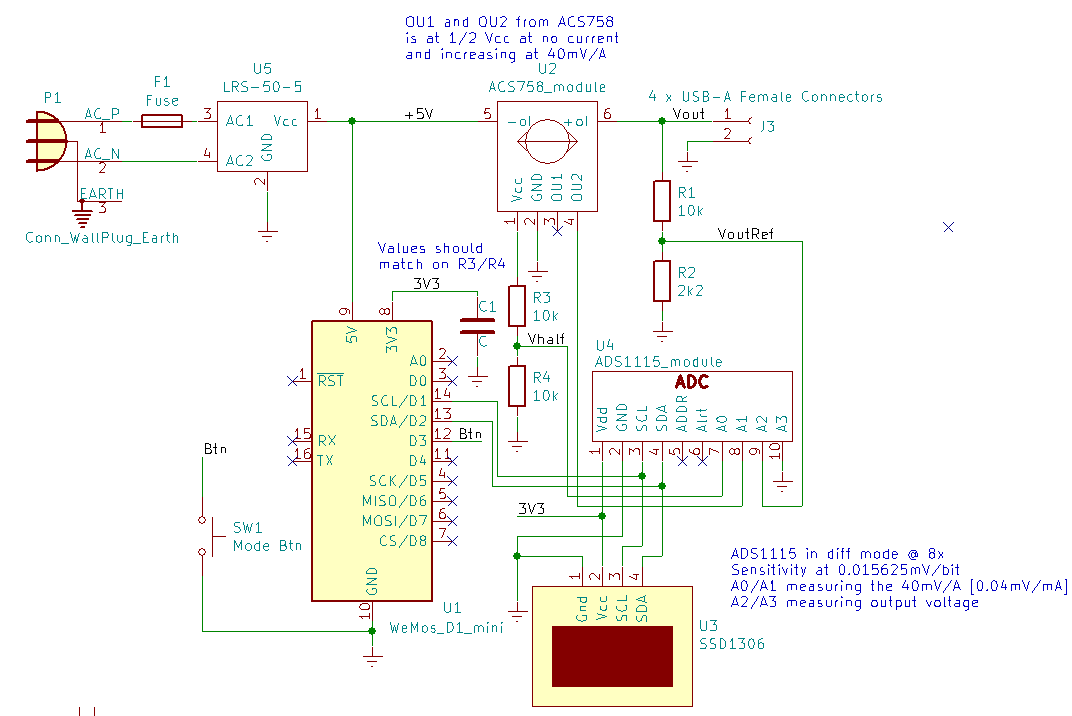 OU1 and OU2 from ACS758
is at 1/2 Vcc at no current
and increasing at 40mV/A
U5
LRS-50-5
U2
ACS758_module
P1
F1
Fuse
4 x USB-A Female Connectors
AC_P
1
3
AC1
Vcc
1
+5V
5
-ol
+ol
6
Vout
1
2
J3
AC_N
2
4
AC2
GND
2
EARTH
3
Conn_WallPlug_Earth
Vcc
GND
OU1
OU2
1
2
3
4
R1
10k
VoutRef
R2
2k2
Values should
match on R3/R4
3V3
C1
C
R3
10k
Vhalf
R4
10k
U4
ADS1115_module
ADC
Vdd
GND
SCL
SDA
ADDR
Alrt
A0
A1
A2
A3
1
2
3
4
5
6
7
8
9
10
9
8
5V
3V3
A0
2
1
RST
D0
3
SCL/D1
14
SDA/D2
13
15
RX
D3
12
Btn
16
TX
D4
11
SCK/D5
4
MISO/D6
5
MOSI/D7
6
CS/D8
7
GND
10
U1
WeMos_D1_mini
Btn
SW1
Mode Btn
3V3
1
2
3
4
Gnd
Vcc
SCL
SDA
U3
SSD1306
ADS1115 in diff mode @ 8x
Sensitivity at 0.015625mV/bit
A0/A1 measuring the 40mV/A [0.04mV/mA]
A2/A3 measuring output voltage